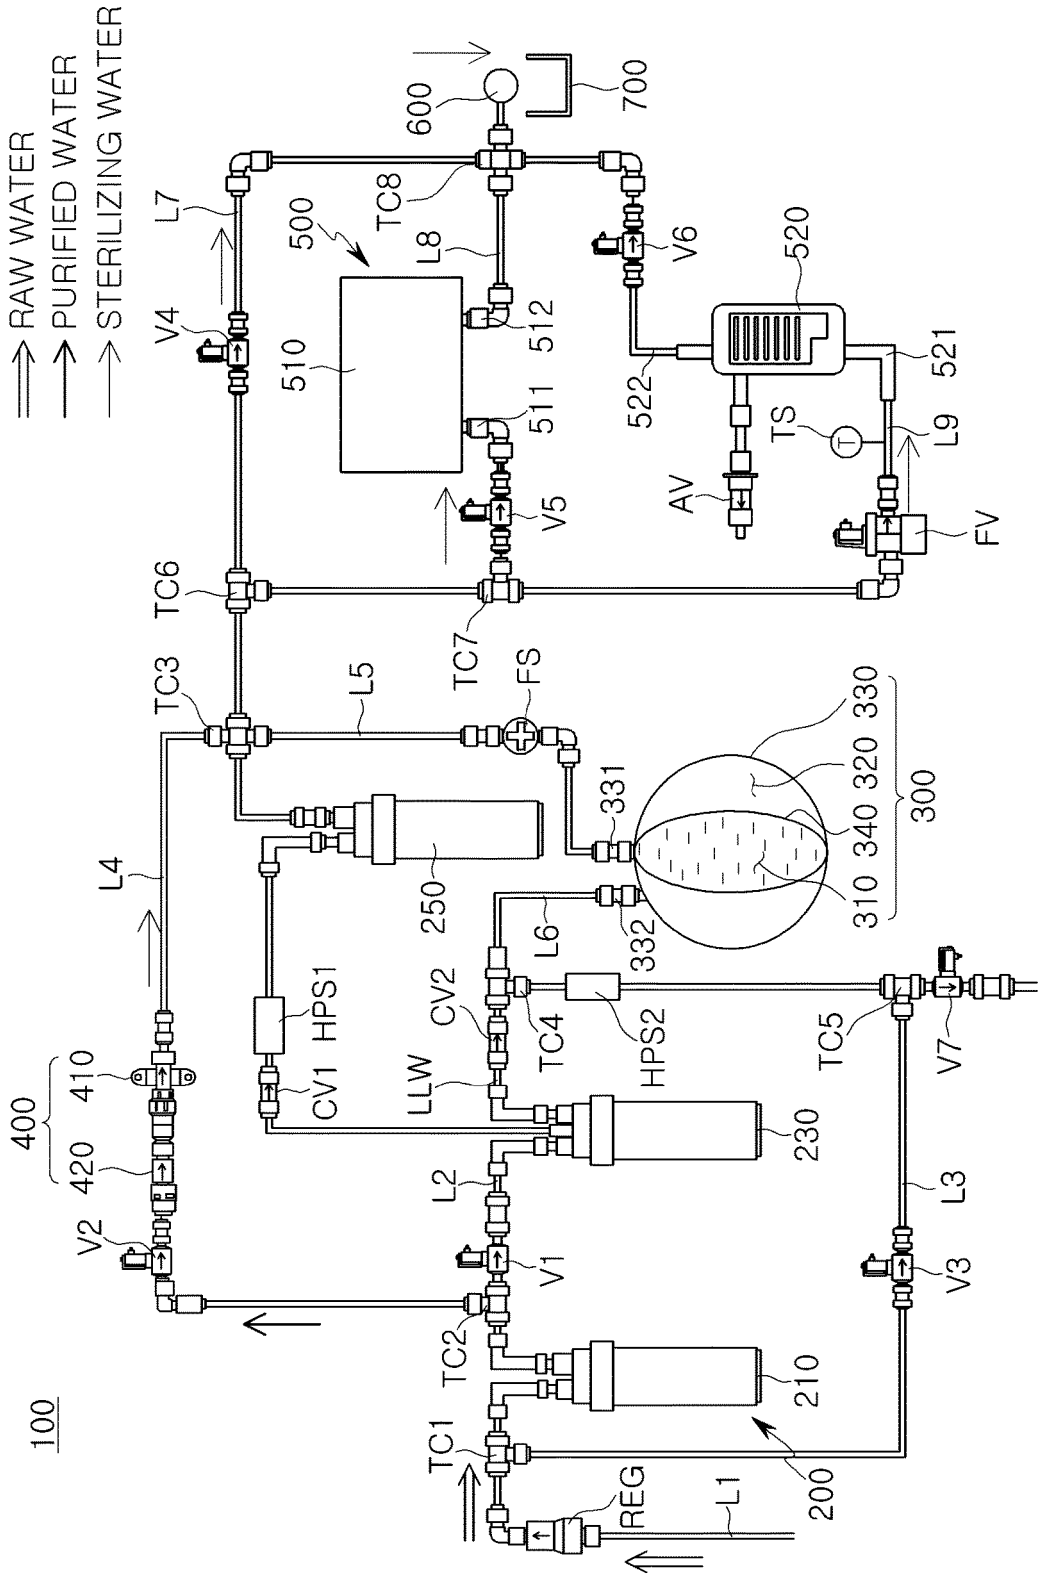 RAW WATER
PURIFIED WATER
STERILIZING WATER
100
400
420
410
V2
L4
TC3
TC6
V4
L7
HPS1
CV1
250
L5
FS
TC7
V5
511
510
512
500
L8
TC8
600
700
V6
522
520
521
AV
TS
T
L9
FV
TC1
TC2
V1
L2
LLW
CV2
TC4
L6
332
331
HPS2
310
340
320
330
300
REG
L1
200
210
230
V3
L3
TC5
V7